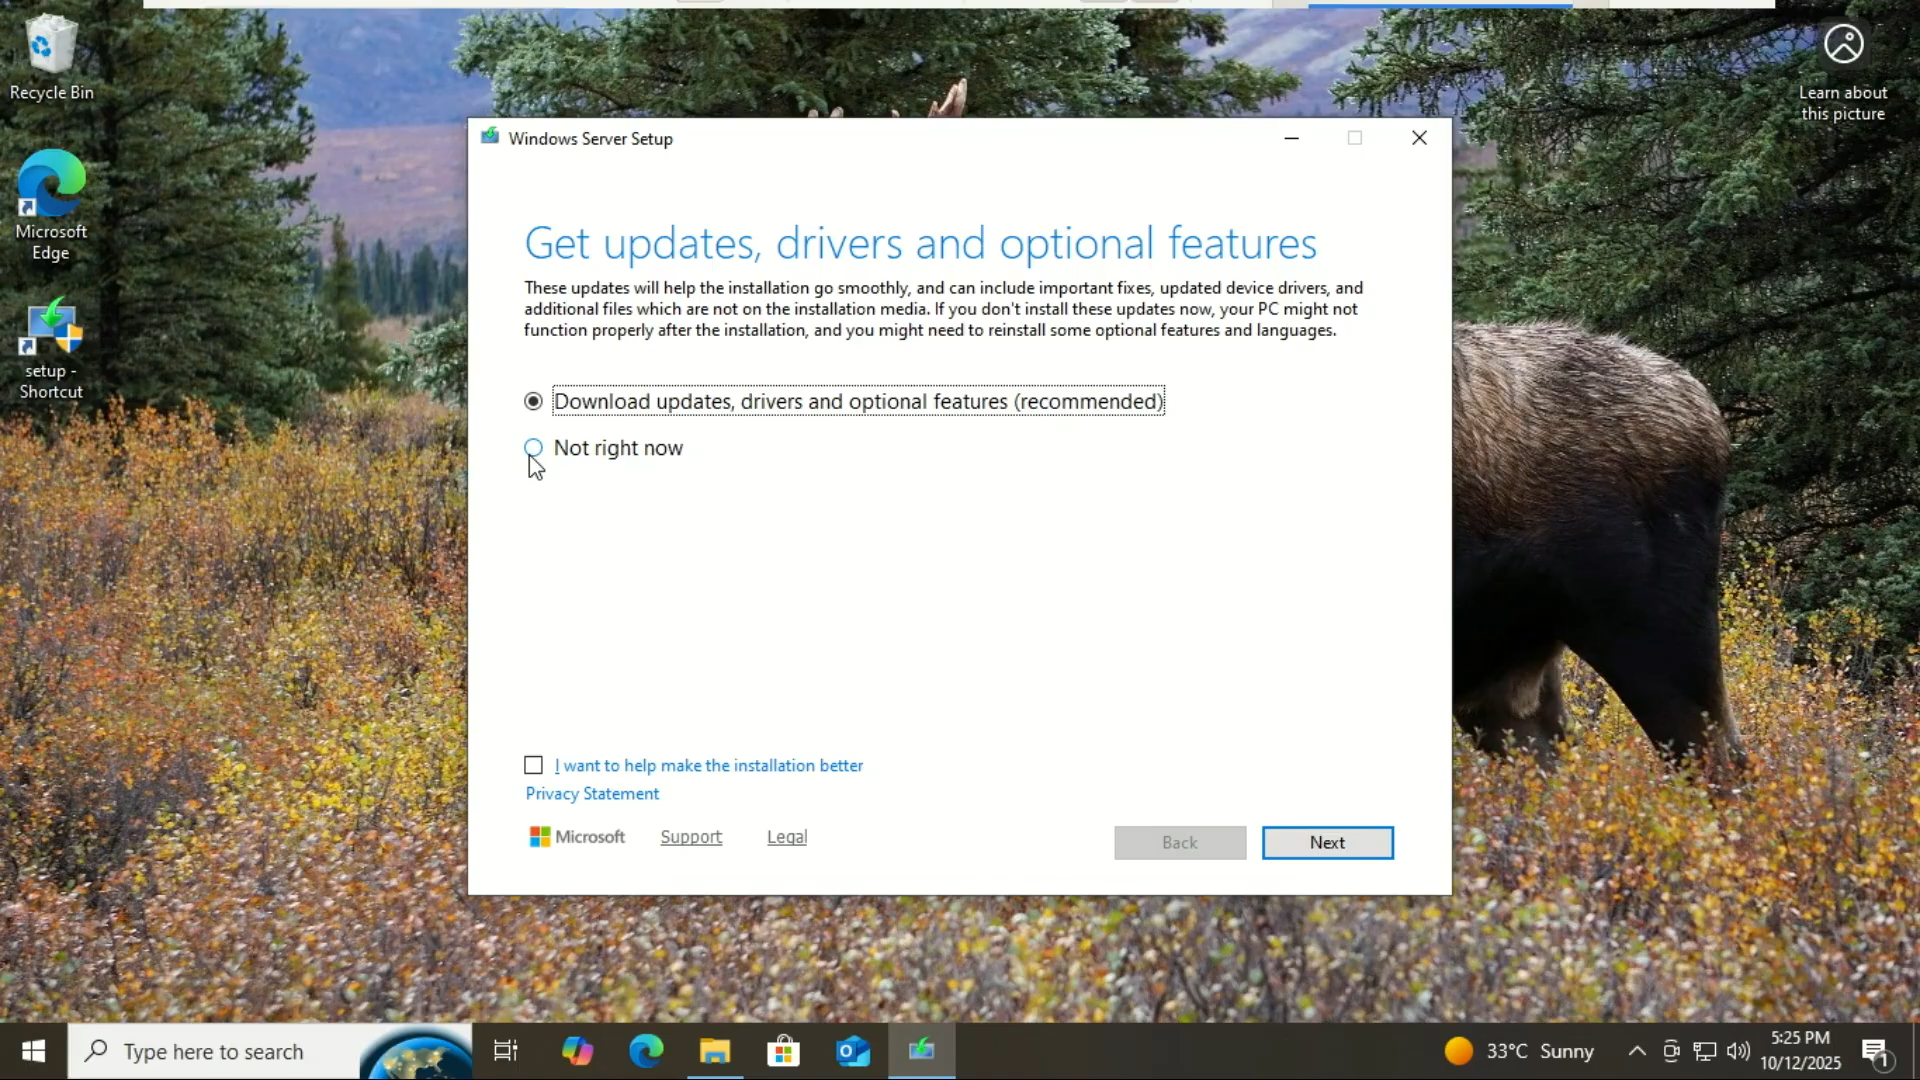 Recycle Bin
Learn about
this picture
Microsoft
Edge
setup -
Shortcut
Windows Server Setup
Get updates, drivers and optional features
These updates will help the installation go smoothly, and can include important fixes, updated device drivers, and
additional files which are not on the installation media. If you don't install these updates now, your PC might not
function properly after the installation, and you might need to reinstall some optional features and languages.
Download updates, drivers and optional features (recommended)
Not right now
I want to help make the installation better
Privacy Statement
Microsoft
Support
Legal
Back
Next
Type here to search
33°C Sunny
5:25 PM
10/12/2025
1